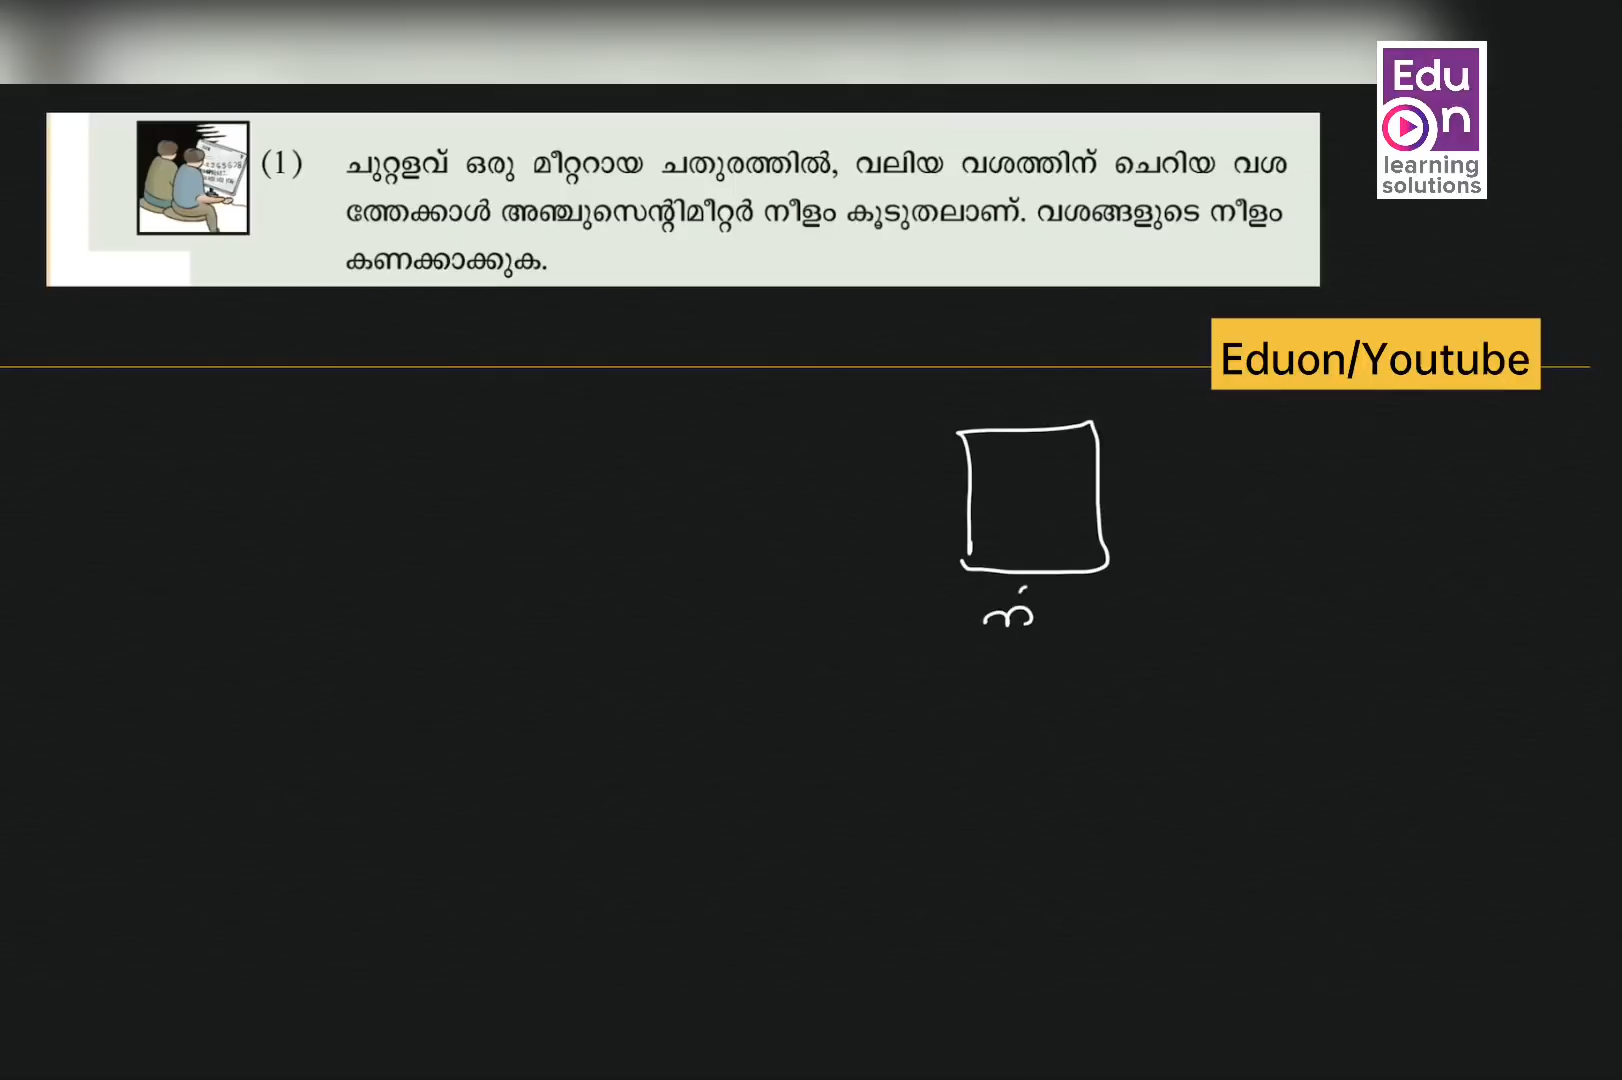 Edu
On
learning
solutions
(1) ചുറ്റളവ് ഒരു മീറ്ററായ ചതുരത്തിൽ, വലിയ വശത്തിന് ചെറിയ വശ
ത്തേക്കാൾ അഞ്ചുസെന്റിമീറ്റർ നീളം കൂടുതലാണ്. വശങ്ങളുടെ നീളം
കണക്കാക്കുക.
Eduon/Youtube